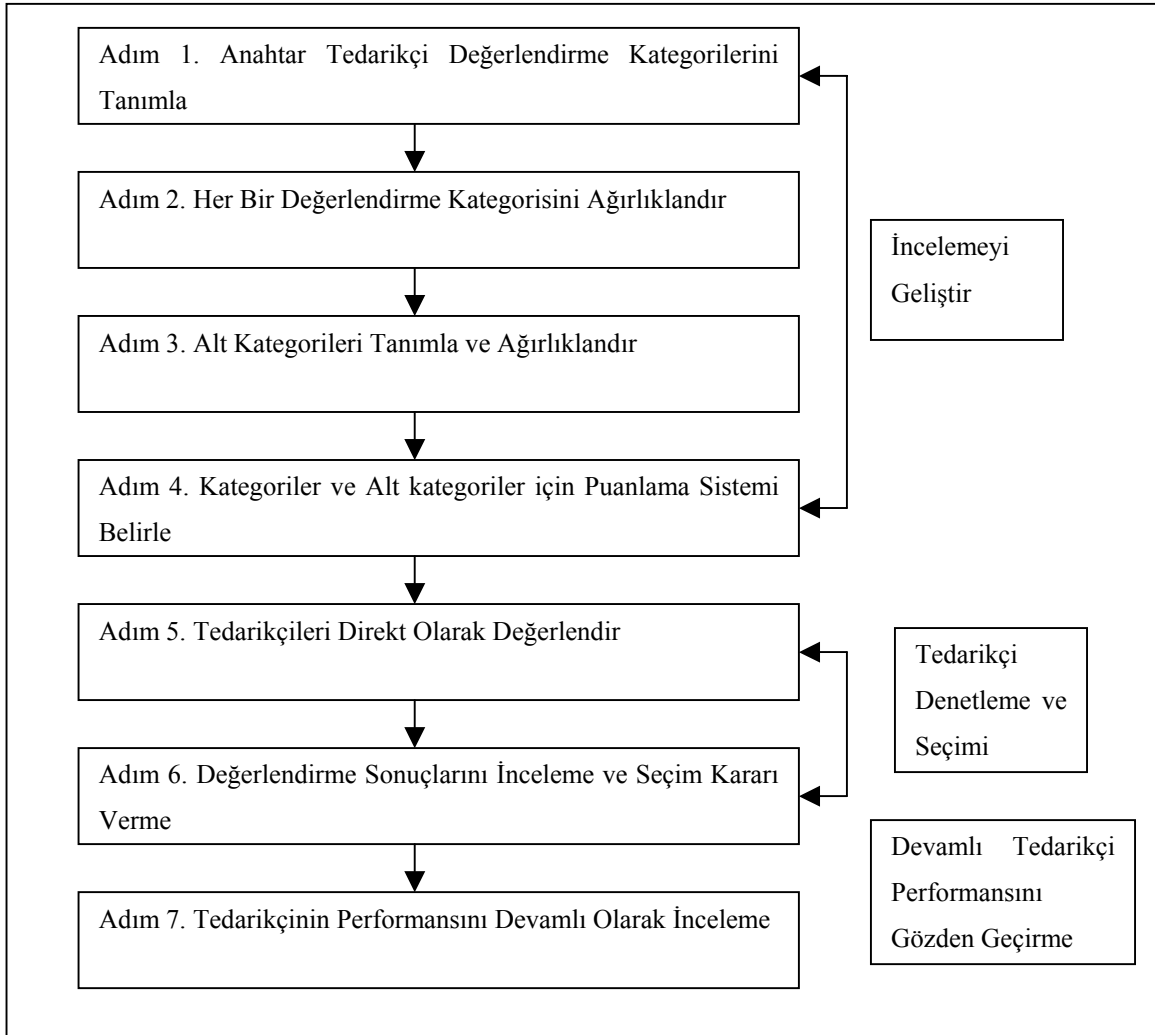 Adım 1. Anahtar Tedarikçi Değerlendirme Kategorilerini
Tanımla
Adım 2. Her Bir Değerlendirme Kategorisini Ağırlıklandır
İncelemeyi
Geliştir
Adım 3. Alt Kategorileri Tanımla ve Ağırlıklandır
Adım 4. Kategoriler ve Alt kategoriler için Puanlama Sistemi
Belirle
Adım 5. Tedarikçileri Direkt Olarak Değerlendir
Tedarikçi
Denetleme ve
Seçimi
Adım 6. Değerlendirme Sonuçlarını İnceleme ve Seçim Kararı
Verme
Devamlı Tedarikçi
Performansını
Gözden Geçirme
Adım 7. Tedarikçinin Performansını Devamlı Olarak İnceleme